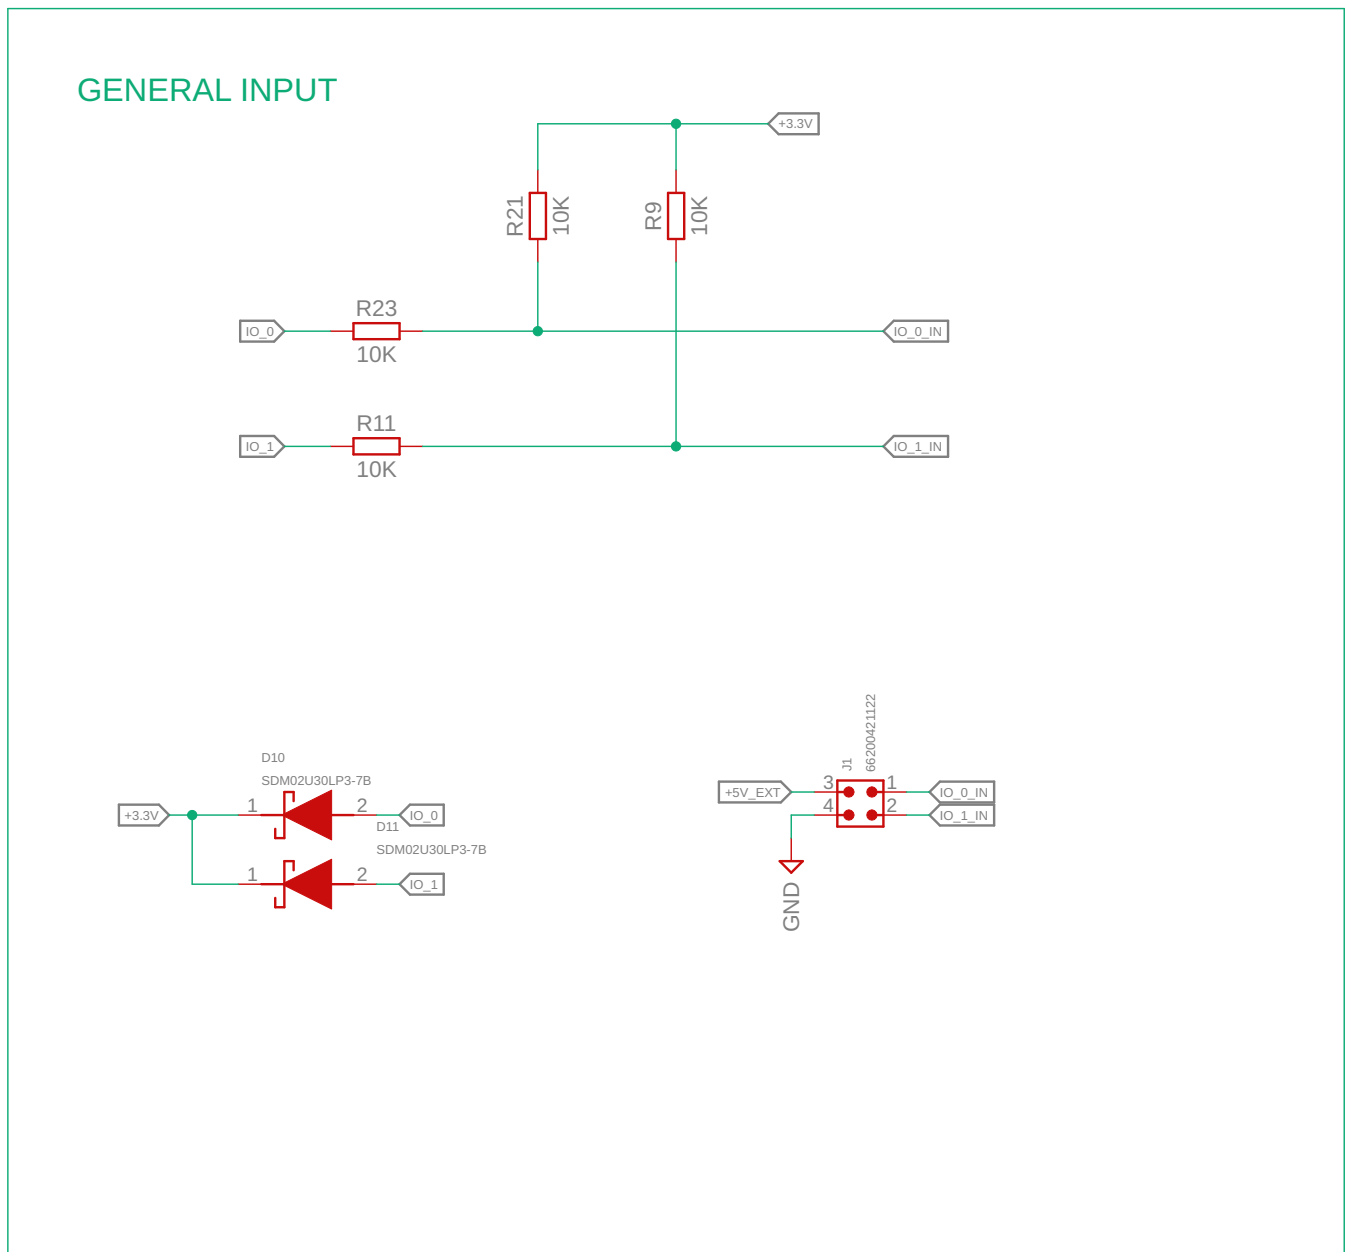 GENERAL INPUT
+3.3V
R21
10K
R9
10K
R23
IO_0
IO_0_IN
10K
R11
IO_1
IO_1_IN
10K
D10
SDM02U30LP3-7B
+3.3V
1
2
IO_0
D11
SDM02U30LP3-7B
1
2
IO_1
J1
66200421122
+5V_EXT
3
1
IO_0_IN
4
2
IO_1_IN
GND